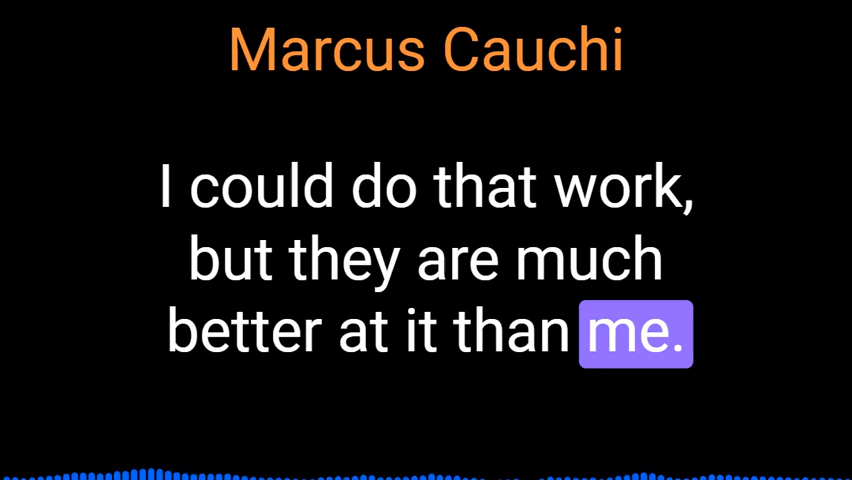 Marcus Cauchi
I could do that work,
but they are much
better at it than me.